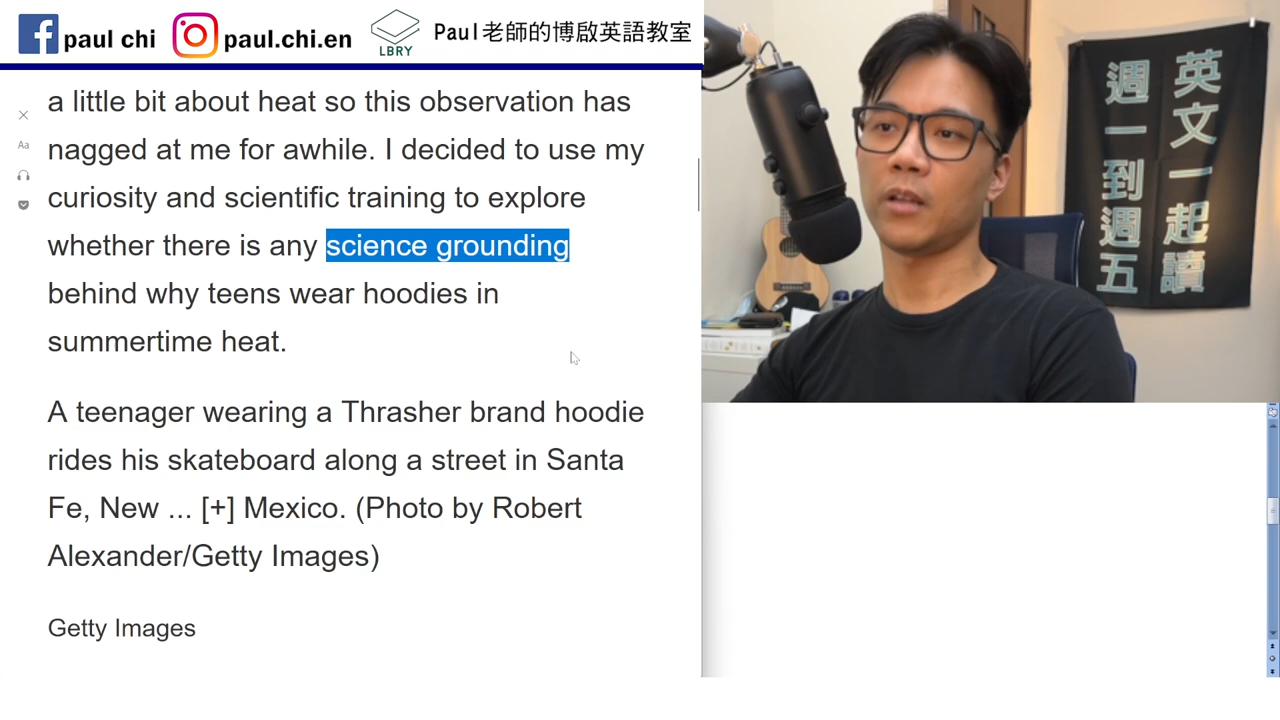 paul chi
paul.chi.en
LBRY
Paul老師的博啟英語教室
a little bit about heat so this observation has
nagged at me for awhile. I decided to use my
curiosity and scientific training to explore
whether there is any science grounding
behind why teens wear hoodies in
summertime heat.
A teenager wearing a Thrasher brand hoodie
rides his skateboard along a street in Santa
Fe, New ... [+] Mexico. (Photo by Robert
Alexander/Getty Images)
Getty Images
Aa
英文一起讀
週一到週五